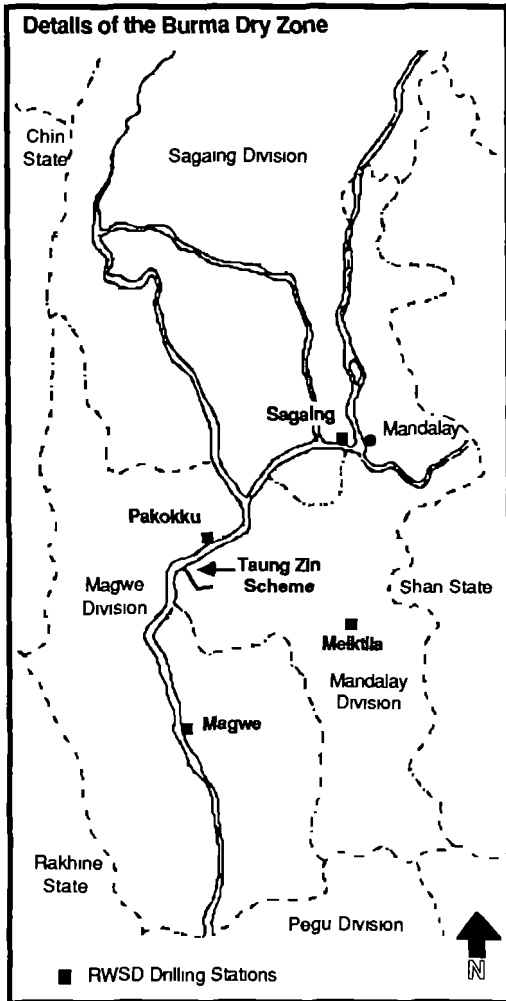 Details of the Burma Dry Zone
Chin
State
Sagaing Division
Sagaing
Mandalay
Pakokku
Taung Zin
Scheme
Magwe
Division
Shan State
Meiktila
Mandalay
Division
Magwe
Rakhine
State
Pegu Division
RWSD Drilling Stations
N